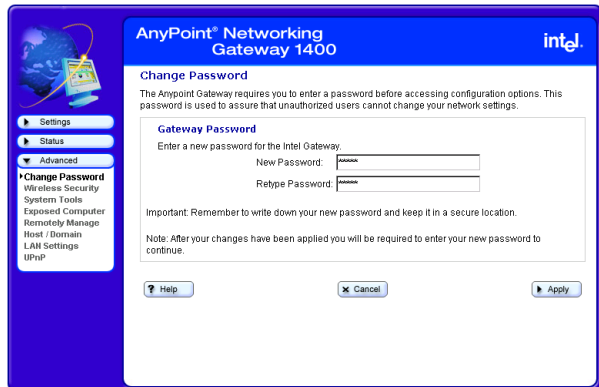 AnyPoint® Networking
Gateway 1400
intel.
Settings
Status
Advanced
Change Password
Wireless Security
System Tools
Exposed Computer
Remotely Manage
Host / Domain
LAN Settings
UPnP
Change Password
The Anypoint Gateway requires you to enter a password before accessing configuration options. This
password is used to assure that unauthorized users cannot change your network settings.
Gateway Password
Enter a new password for the Intel Gateway.
New Password: *****
Retype Password: *****
Important: Remember to write down your new password and keep it in a secure location.
Note: After your changes have been applied you will be required to enter your new password to
continue.
? Help
x Cancel
Apply